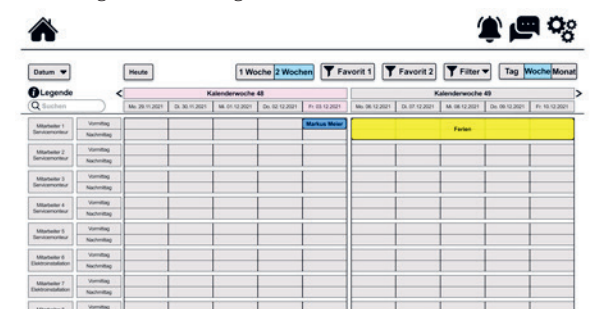 Datum Heute 1 Woche 2 Wochen Favorit 1 Favorit 2 Filter Tag Woche Monat
Legende < Kalenderwoche 48 Kalenderwoche 49 >
Suchen Mo. 29.11.2021 Di. 30.11.2021 Mi. 01.12.2021 Do. 02.12.2021 Fr. 03.12.2021 Mo. 06.12.2021 Di. 07.12.2021 Mi. 08.12.2021 Do. 09.12.2021 Fr. 10.12.2021
Mitarbeiter 1 Vormittag Markus Meier Ferien
Servicemonteur Nachmittag
Mitarbeiter 2 Vormittag
Servicemonteur Nachmittag
Mitarbeiter 3 Vormittag
Servicemonteur Nachmittag
Mitarbeiter 4 Vormittag
Servicemonteur Nachmittag
Mitarbeiter 5 Vormittag
Servicemonteur Nachmittag
Mitarbeiter 6 Vormittag
Elektroinstallation Nachmittag
Mitarbeiter 7 Vormittag
Elektroinstallation Nachmittag
Vormittag